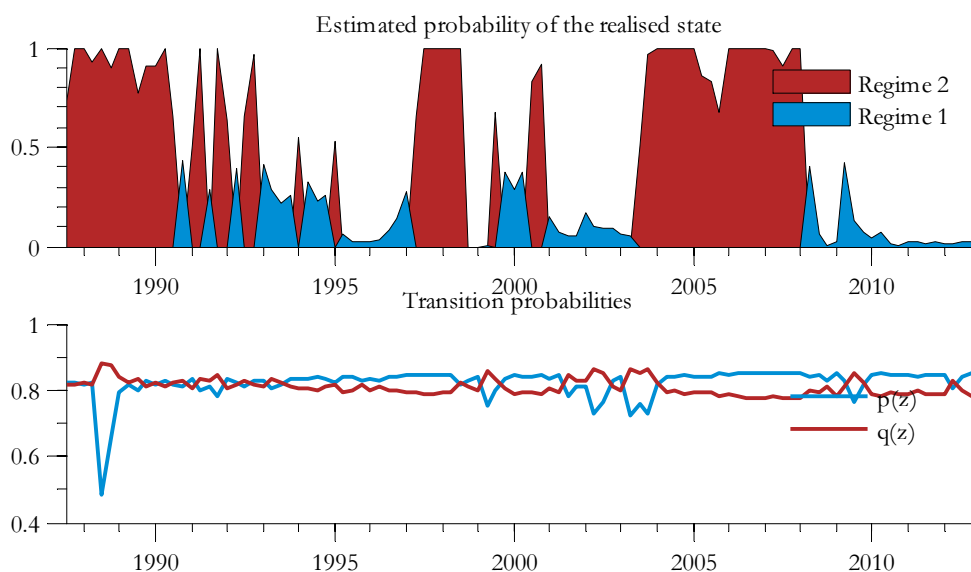 Estimated probability of the realised state
1
0.5
0
Regime 2
Regime 1
1990
1995
2000
2005
2010
Transition probabilities
1
0.8
0.6
0.4
p(z)
q(z)
1990
1995
2000
2005
2010